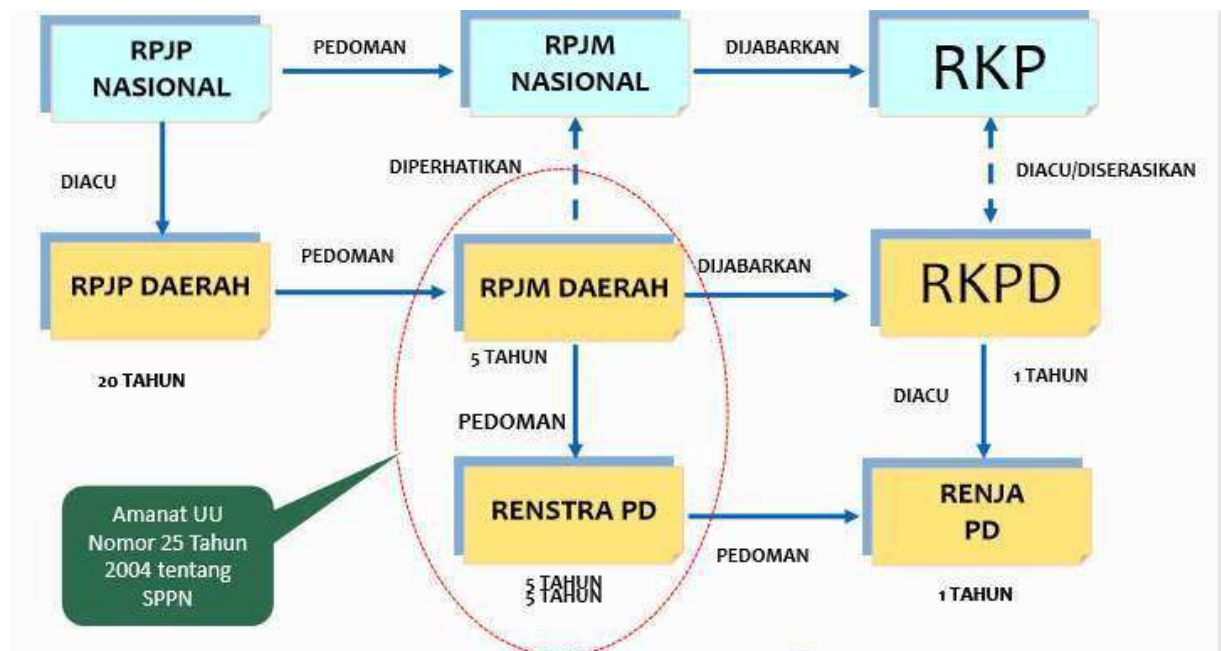 RPJP
NASIONAL
PEDOMAN
RPJM
NASIONAL
DIJABARKAN
RKP
DIACU
DIPERHATIKAN
DIACU/DISERASIKAN
RPJP DAERAH
PEDOMAN
RPJM DAERAH
DIJABARKAN
RKPD
20 TAHUN
5 TAHUN
1 TAHUN
PEDOMAN
DIACU
Amanat UU
Nomor 25 Tahun
2004 tentang
SPPN
RENSTRA PD
PEDOMAN
RENJA
PD
5 TAHUN
5 TAHUN
1 TAHUN